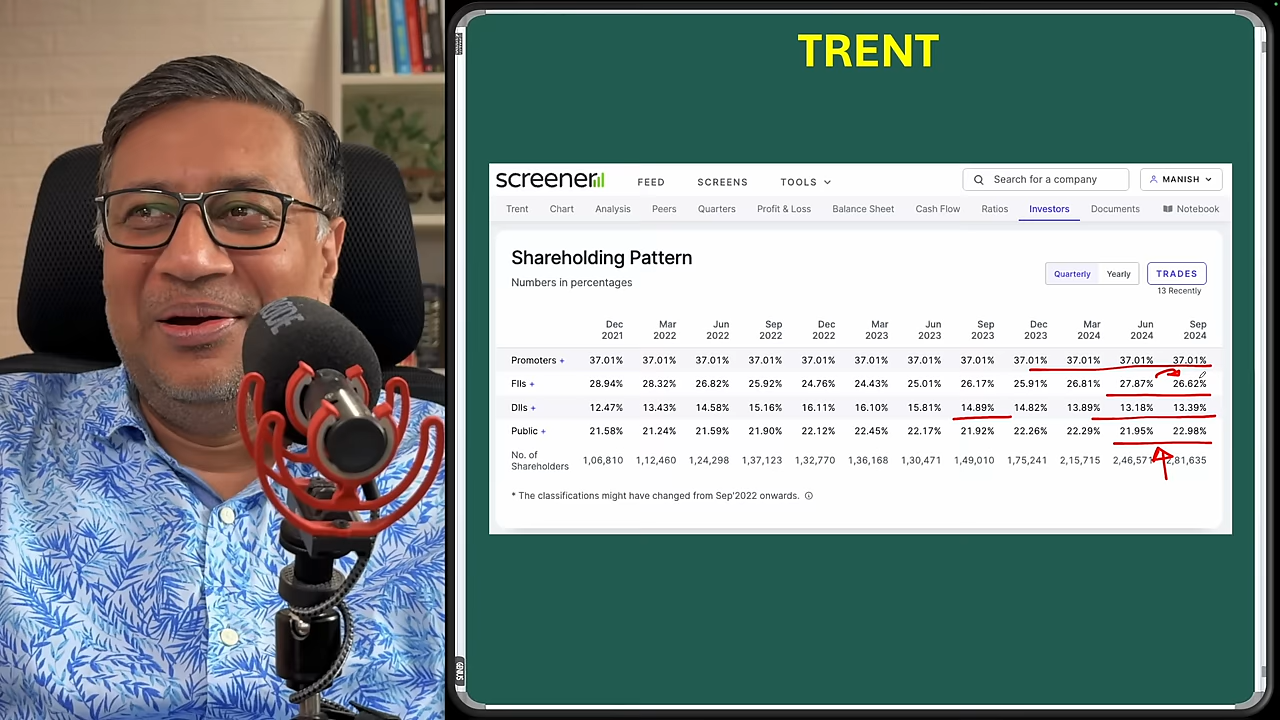 TRENT
screener
FEED SCREENS TOOLS Search for a company MANISH
Trent Chart Analysis Peers Quarters Profit & Loss Balance Sheet Cash Flow Ratios Investors Documents Notebook
Shareholding Pattern
Numbers in percentages
Quarterly Yearly TRADES
13 Recently
Dec 2021 Mar 2022 Jun 2022 Sep 2022 Dec 2022 Mar 2023 Jun 2023 Sep 2023 Dec 2023 Mar 2024 Jun 2024 Sep 2024
Promoters + 37.01% 37.01% 37.01% 37.01% 37.01% 37.01% 37.01% 37.01% 37.01% 37.01% 37.01% 37.01%
FIIs + 28.94% 28.32% 26.82% 25.92% 24.76% 24.43% 25.01% 26.17% 25.91% 26.81% 27.87% 26.62%
DIIs + 12.47% 13.43% 14.58% 15.16% 16.11% 16.10% 15.81% 14.89% 14.82% 13.89% 13.18% 13.39%
Public + 21.58% 21.24% 21.59% 21.90% 22.12% 22.45% 22.17% 21.92% 22.26% 22.29% 21.95% 22.98%
No. of Shareholders 1,06,810 1,12,460 1,24,298 1,37,123 1,32,770 1,36,168 1,30,471 1,49,010 1,75,241 2,15,715 2,46,571 2,81,635
* The classifications might have changed from Sep'2022 onwards.
RODE
GENIUS